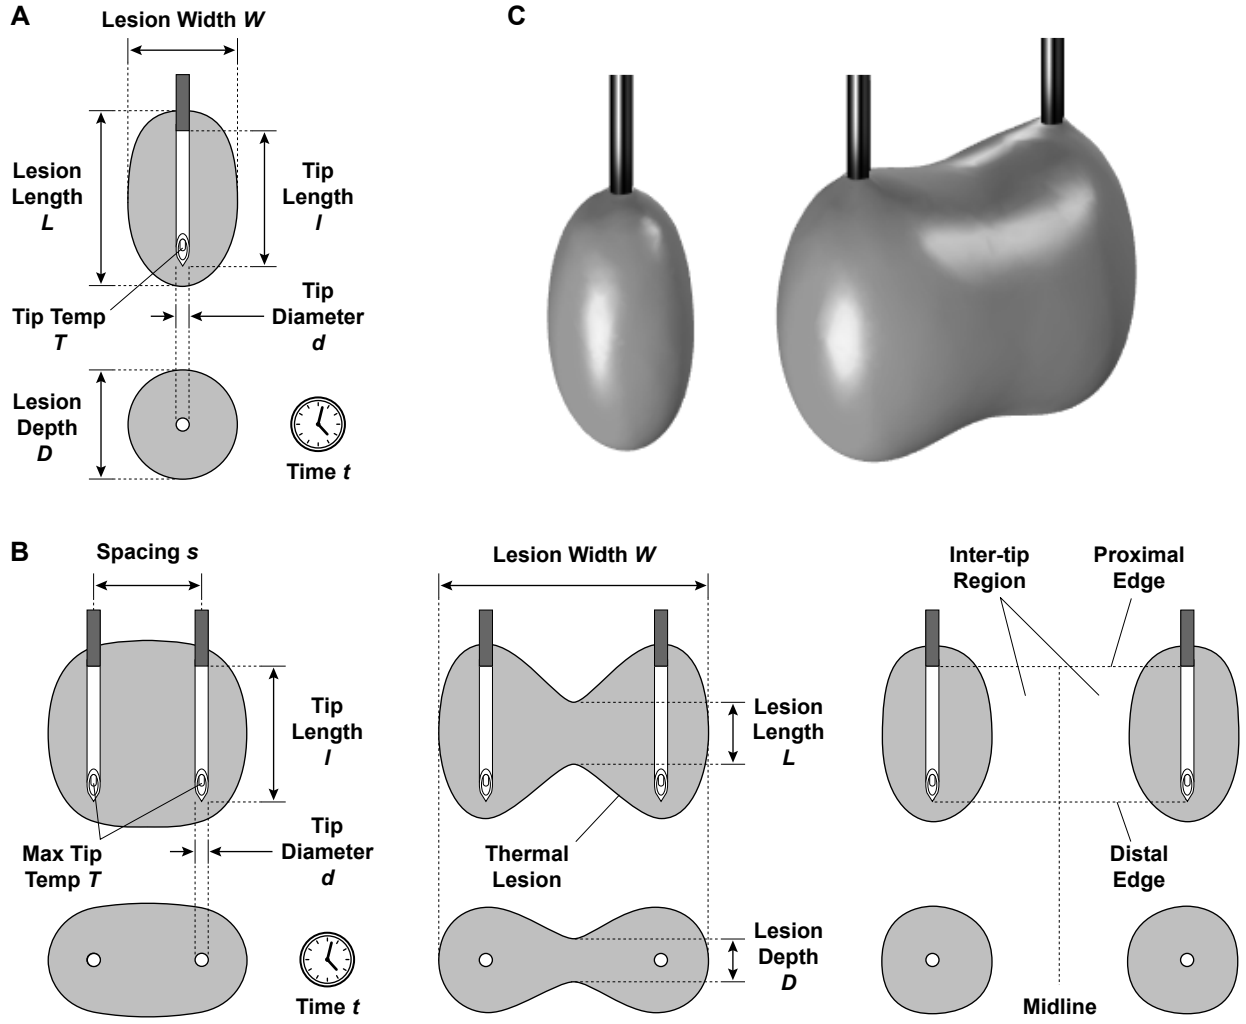 A
Lesion Width W
Lesion
Length
L
Tip
Length
l
Tip Temp
T
Tip
Diameter
d
Lesion
Depth
D
Time t
C
B
Spacing s
Tip
Length
l
Max Tip
Temp T
Tip
Diameter
d
Time t
Lesion Width W
Lesion
Length
L
Thermal
Lesion
Lesion
Depth
D
Inter-tip
Region
Proximal
Edge
Distal
Edge
Midline